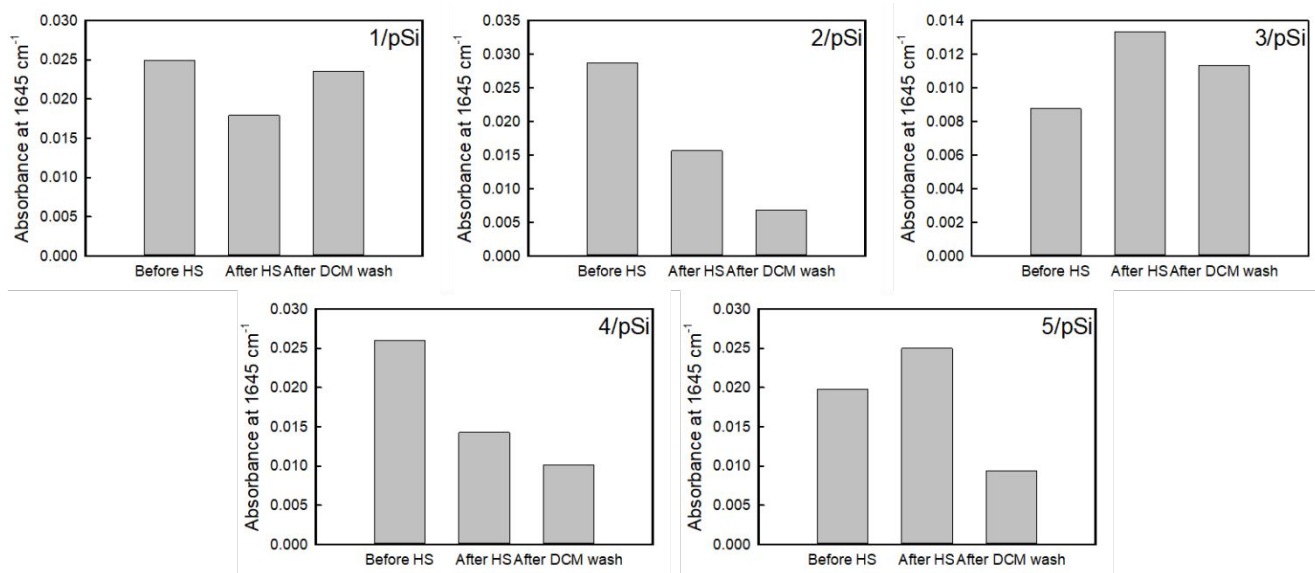 1/pSi
Absorbance at 1645 cm⁻¹
0.030
0.025
0.020
0.015
0.010
0.005
0.000
Before HS After HS After DCM wash
2/pSi
Absorbance at 1645 cm⁻¹
0.035
0.030
0.025
0.020
0.015
0.010
0.005
0.000
Before HS After HS After DCM wash
3/pSi
Absorbance at 1645 cm⁻¹
0.014
0.012
0.010
0.008
0.006
0.004
0.002
0.000
Before HS After HS After DCM wash
4/pSi
Absorbance at 1645 cm⁻¹
0.030
0.025
0.020
0.015
0.010
0.005
0.000
Before HS After HS After DCM wash
5/pSi
Absorbance at 1645 cm⁻¹
0.030
0.025
0.020
0.015
0.010
0.005
0.000
Before HS After HS After DCM wash